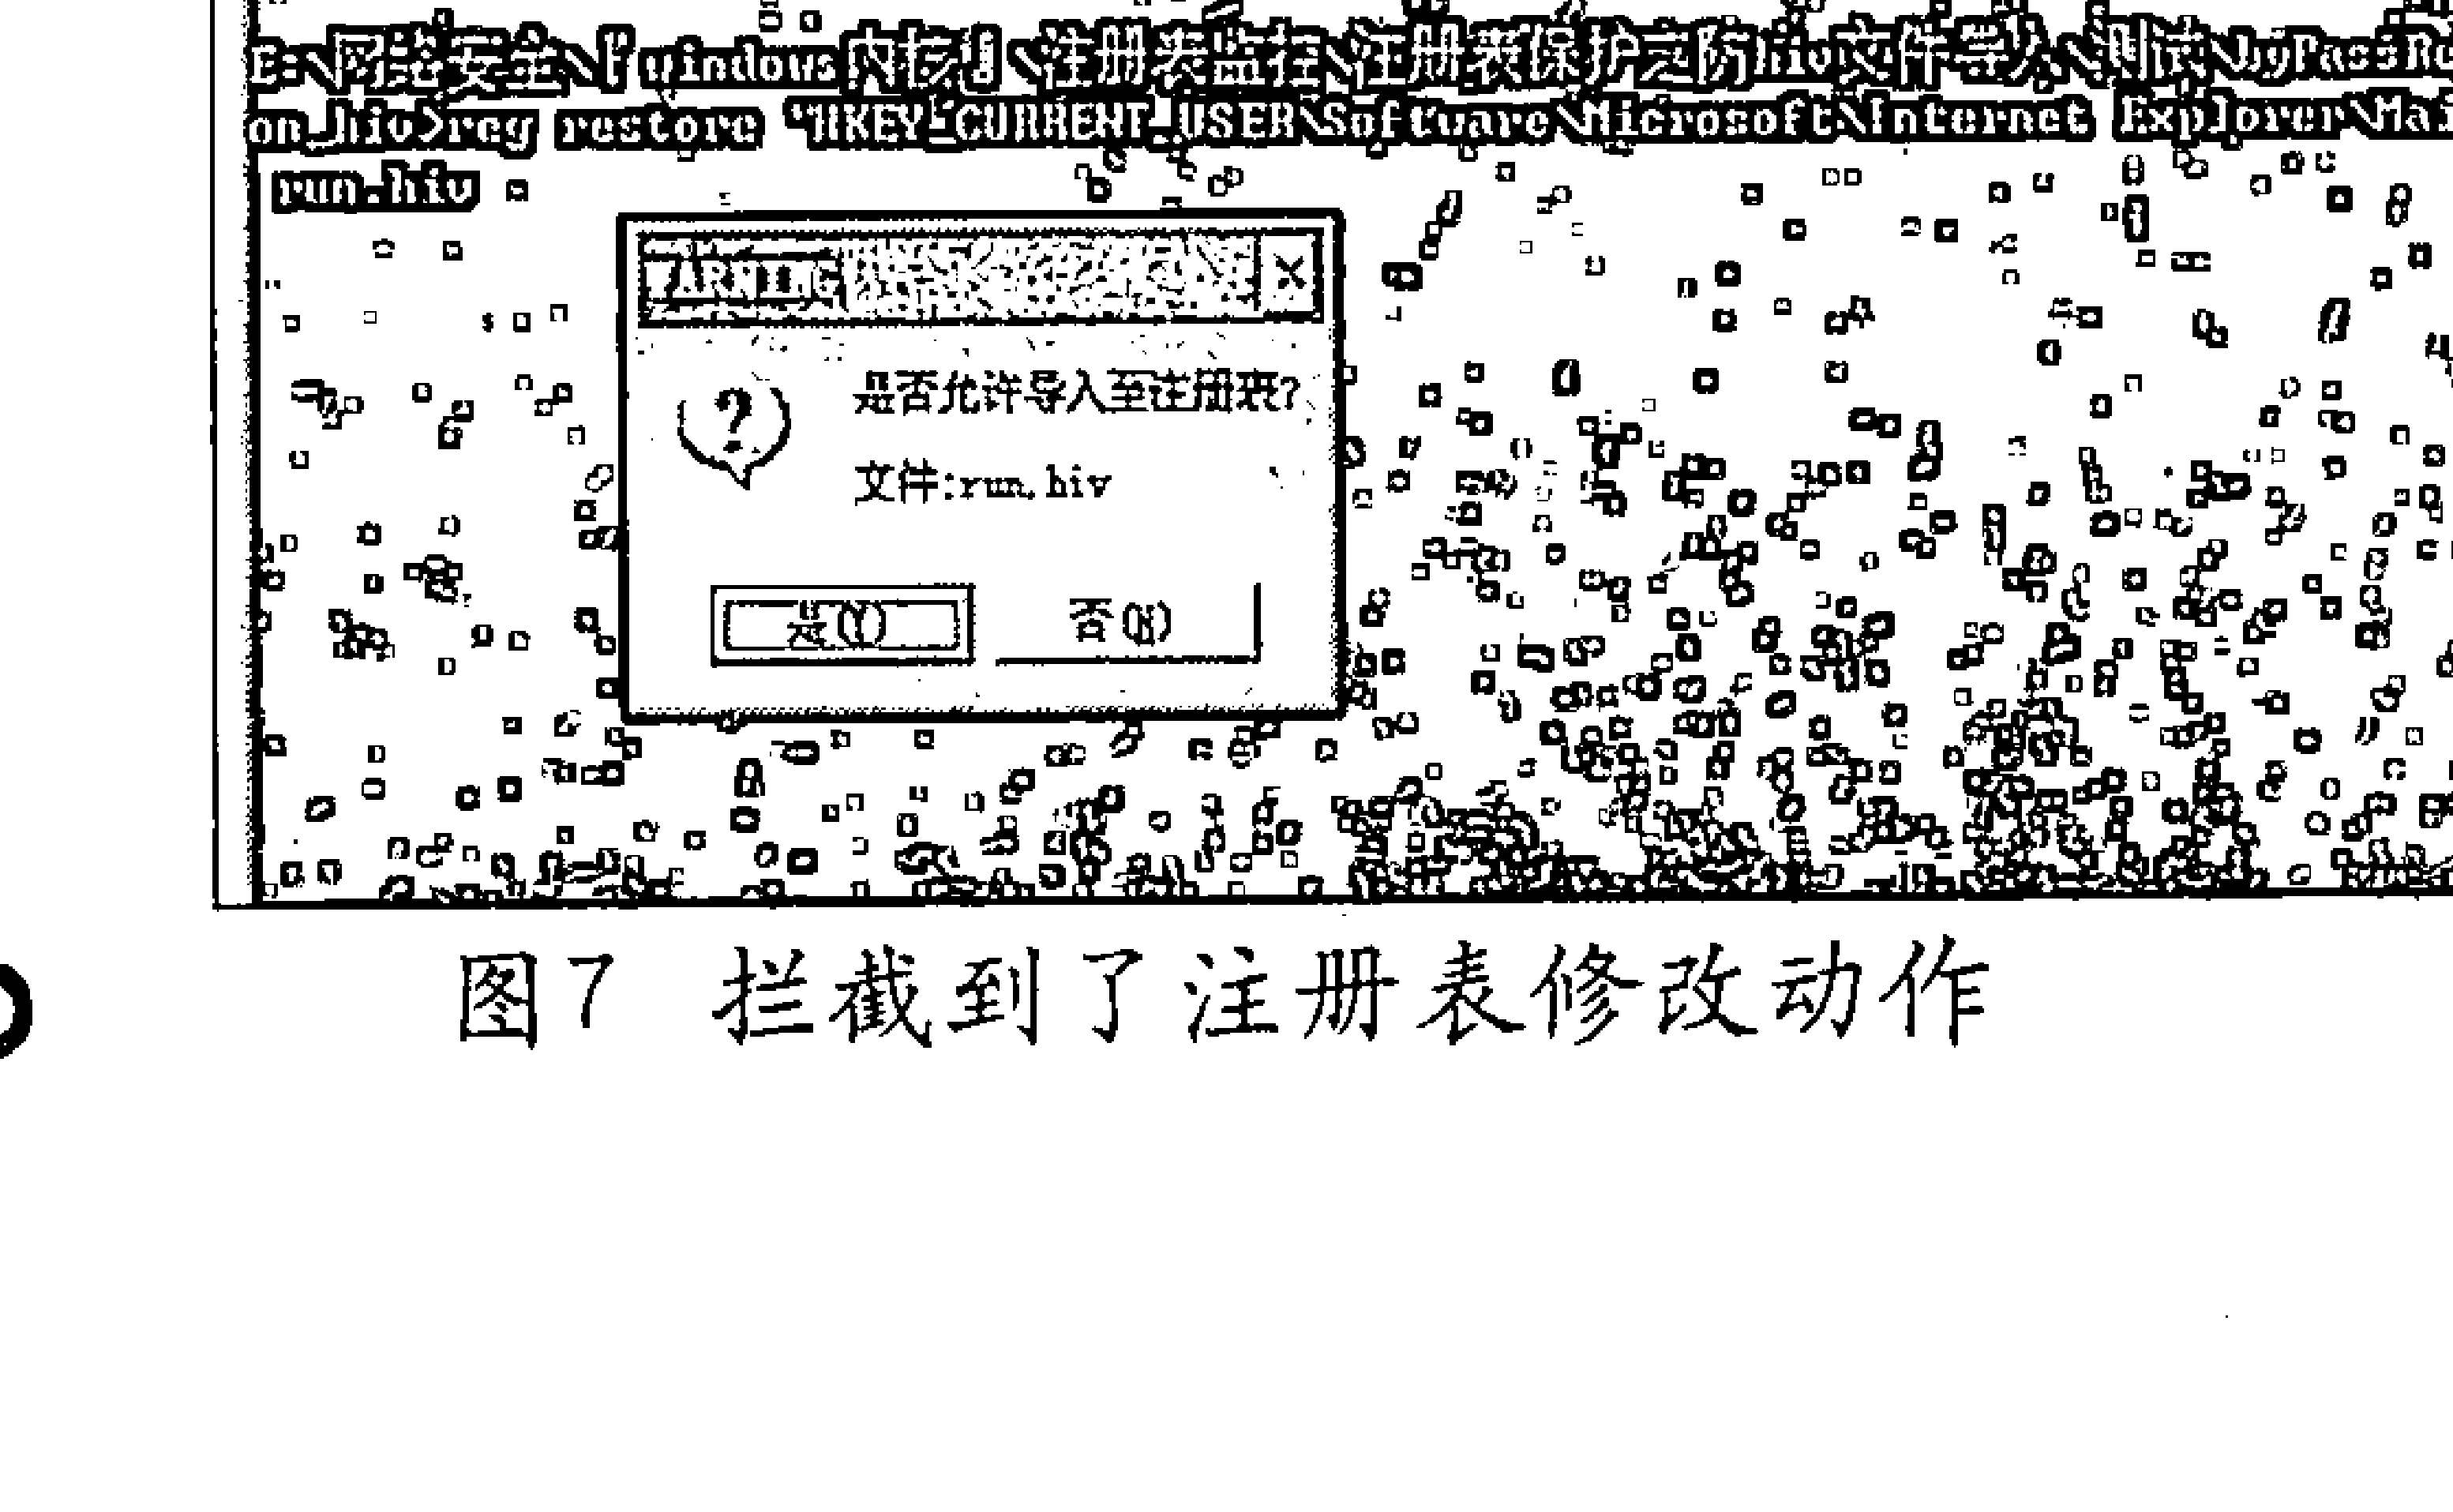 E:\网络安全\『windows内核』\注册表监控\注册表保护之防hiv文件导入\测试\JyPassRe
on_hiv>reg restore "HKEY_CURRENT_USER\Software\Microsoft\Internet Explorer\Mai
run.hiv
WARNING
是否允许导入至注册表?
文件:run.hiv
是(Y) 否(N)
图7 拦截到了注册表修改动作